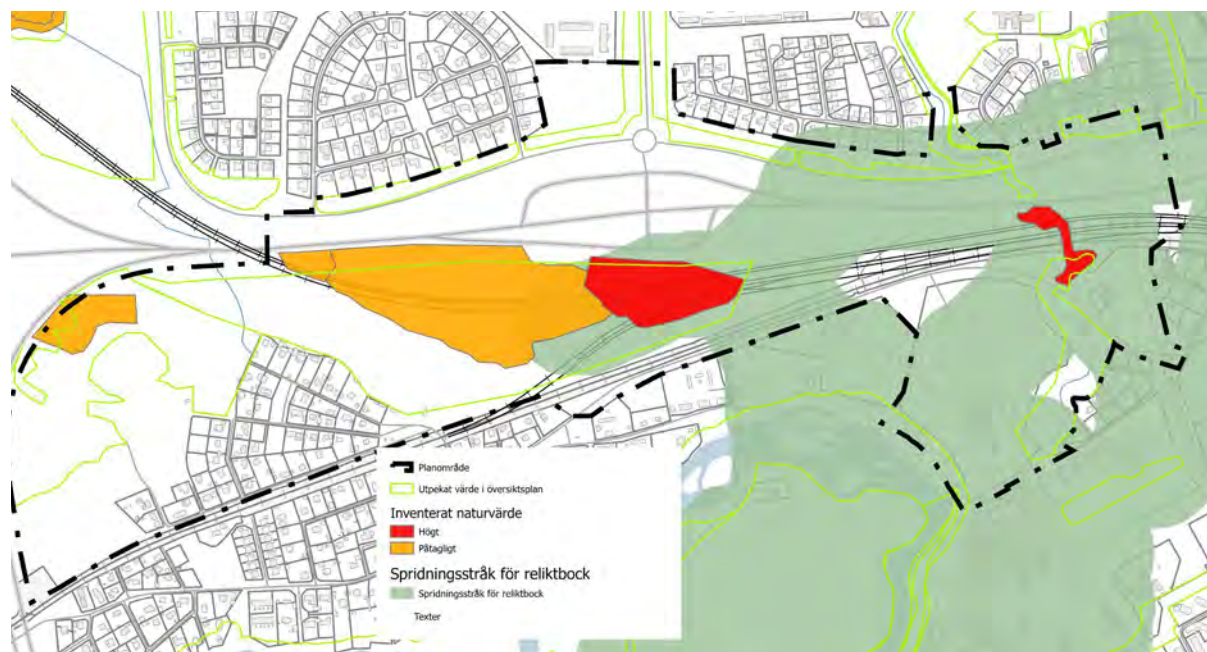 Planområde
Utpekat värde i översiktsplan
Inventerat naturvärde
Högt
Påtagligt
Spridningsstråk för reliktbock
Spridningsstråk för reliktbock
Texter